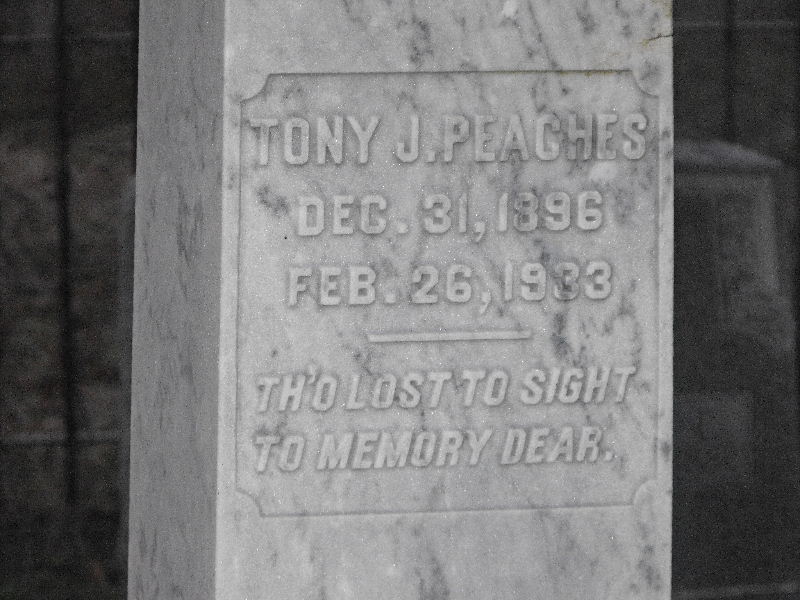 TONY J. PEACHES
DEC. 31, 1896
FEB. 26, 1933
TH'O LOST TO SIGHT
TO MEMORY DEAR.